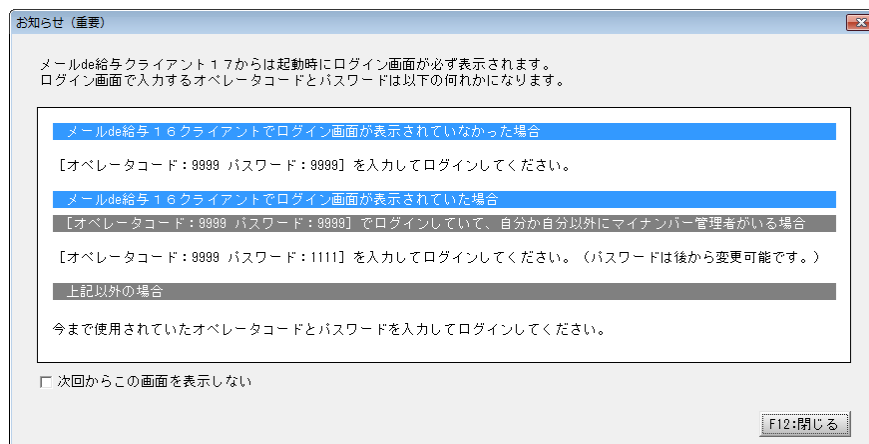 お知らせ（重要）
メールde給与クライアント１７からは起動時にログイン画面が必ず表示されます。
ログイン画面で入力するオペレータコードとパスワードは以下の何れかになります。
メールde給与１６クライアントでログイン画面が表示されていなかった場合
［オペレータコード：9999 パスワード：9999］を入力してログインしてください。
メールde給与１６クライアントでログイン画面が表示されていた場合
［オペレータコード：9999 パスワード：9999］でログインしていて、自分か自分以外にマイナンバー管理者がいる場合
［オペレータコード：9999 パスワード：1111］を入力してログインしてください。（パスワードは後から変更可能です。）
上記以外の場合
今まで使用されていたオペレータコードとパスワードを入力してログインしてください。
次回からこの画面を表示しない
F12:閉じる